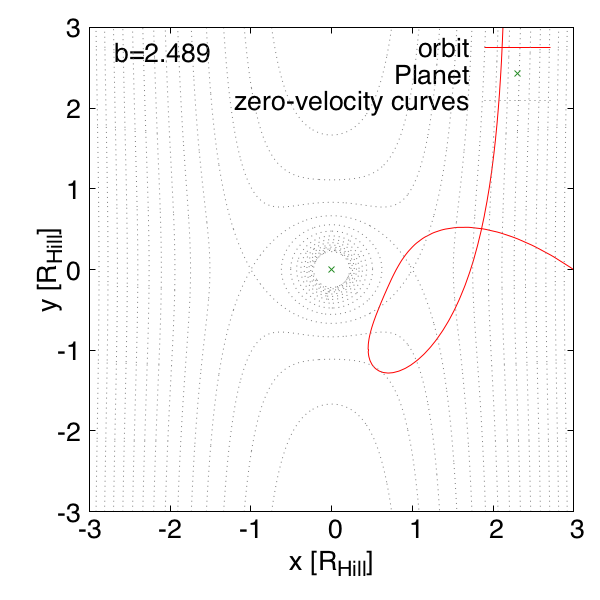 b=2.489
orbit
Planet
zero-velocity curves
3
2
1
0
-1
-2
-3
y [R_Hill]
-3 -2 -1 0 1 2 3
x [R_Hill]